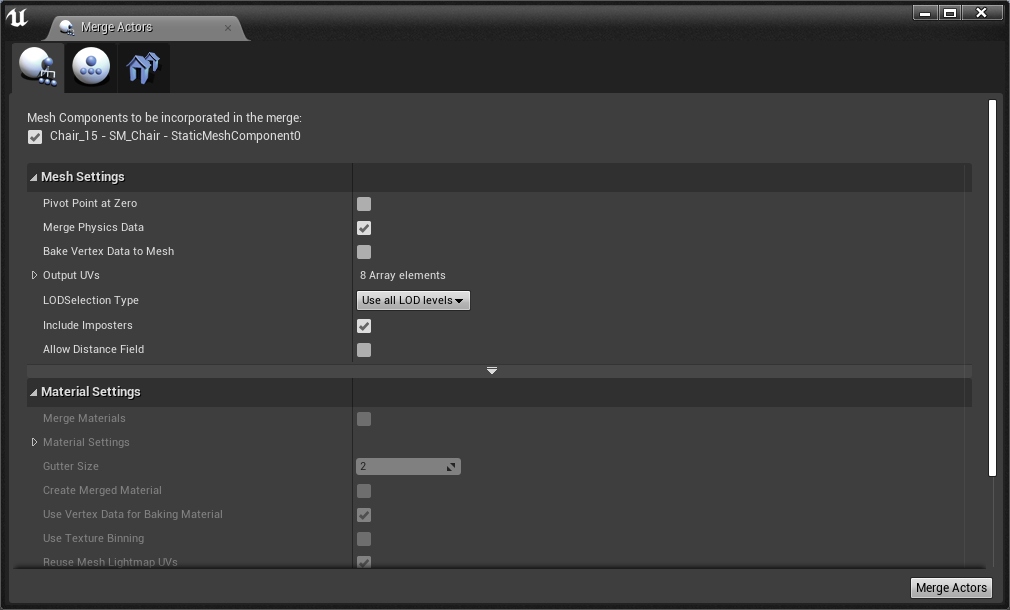 Merge Actors
Mesh Components to be incorporated in the merge:
Chair_15 - SM_Chair - StaticMeshComponent0
Mesh Settings
Pivot Point at Zero
Merge Physics Data
Bake Vertex Data to Mesh
Output UVs 8 Array elements
LODSelection Type Use all LOD levels
Include Imposters
Allow Distance Field
Material Settings
Merge Materials
Material Settings
Gutter Size 2
Create Merged Material
Use Vertex Data for Baking Material
Use Texture Binning
Reuse Mesh Lightmap UVs
Merge Actors